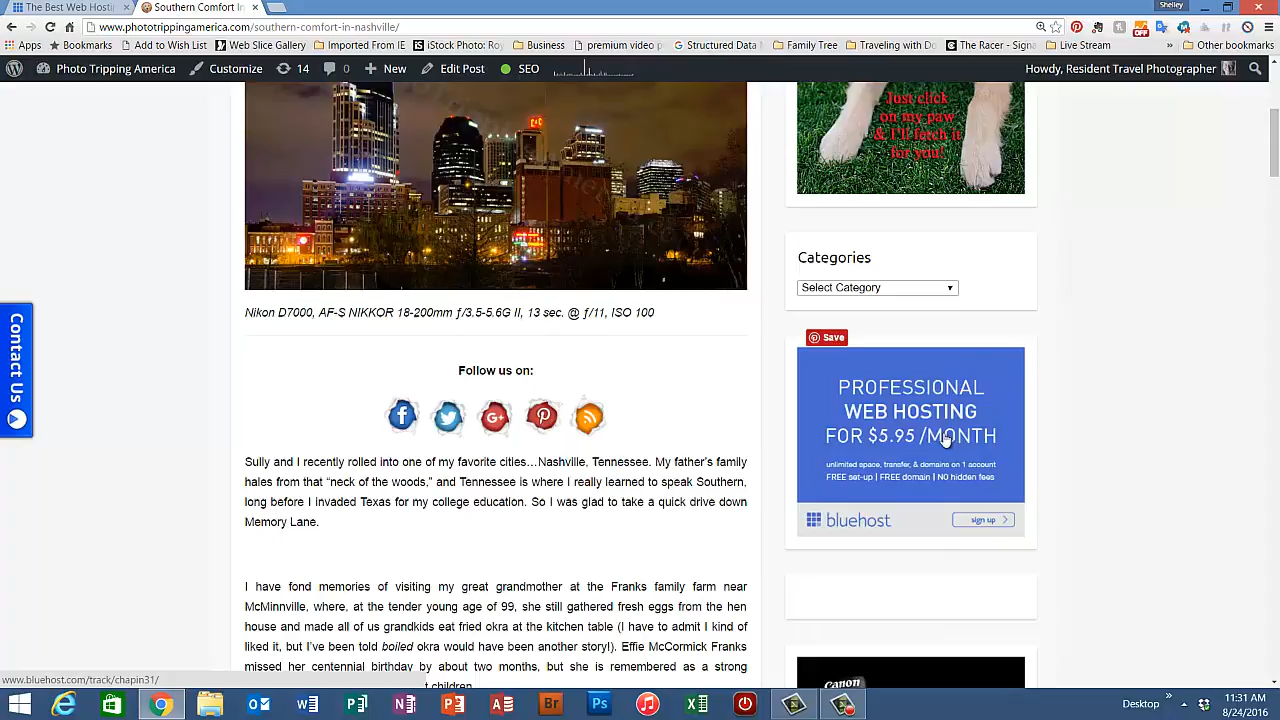 The Best Web Hosting
Southern Comfort In
Shelley
www.phototrippingamerica.com/southern-comfort-in-nashville/
OFF
Apps
Bookmarks
Add to Wish List
Web Slice Gallery
Imported From IE
iStock Photo: Roy
Business
premium video p
Structured Data
Family Tree
Traveling with Do
The Racer - Signa
Live Stream
Other bookmarks
Photo Tripping America
Customize
14
0
New
Edit Post
SEO
Howdy, Resident Travel Photographer
Just click
on my paw
& I'll fetch it
for you!
Nikon D7000, AF-S NIKKOR 18-200mm ƒ/3.5-5.6G II, 13 sec. @ ƒ/11, ISO 100
Follow us on:
Sully and I recently rolled into one of my favorite cities…Nashville, Tennessee. My father's family
hales from that “neck of the woods,” and Tennessee is where I really learned to speak Southern,
long before I invaded Texas for my college education. So I was glad to take a quick drive down
Memory Lane.
I have fond memories of visiting my great grandmother at the Franks family farm near
McMinnville, where, at the tender young age of 99, she still gathered fresh eggs from the hen
house and made all of us grandkids eat fried okra at the kitchen table (I have to admit I kind of
liked it, but I've been told boiled okra would have been another story!). Effie McCormick Franks
missed her centennial birthday by about two months, but she is remembered as a strong
t children
Categories
Select Category
Save
PROFESSIONAL
WEB HOSTING
FOR $5.95 /MONTH
unlimited space, transfer, & domains on 1 account
FREE set-up | FREE domain | NO hidden fees
bluehost
sign up
Canon
Contact Us
www.bluehost.com/track/chapin31/
Desktop
11:31 AM
8/24/2016